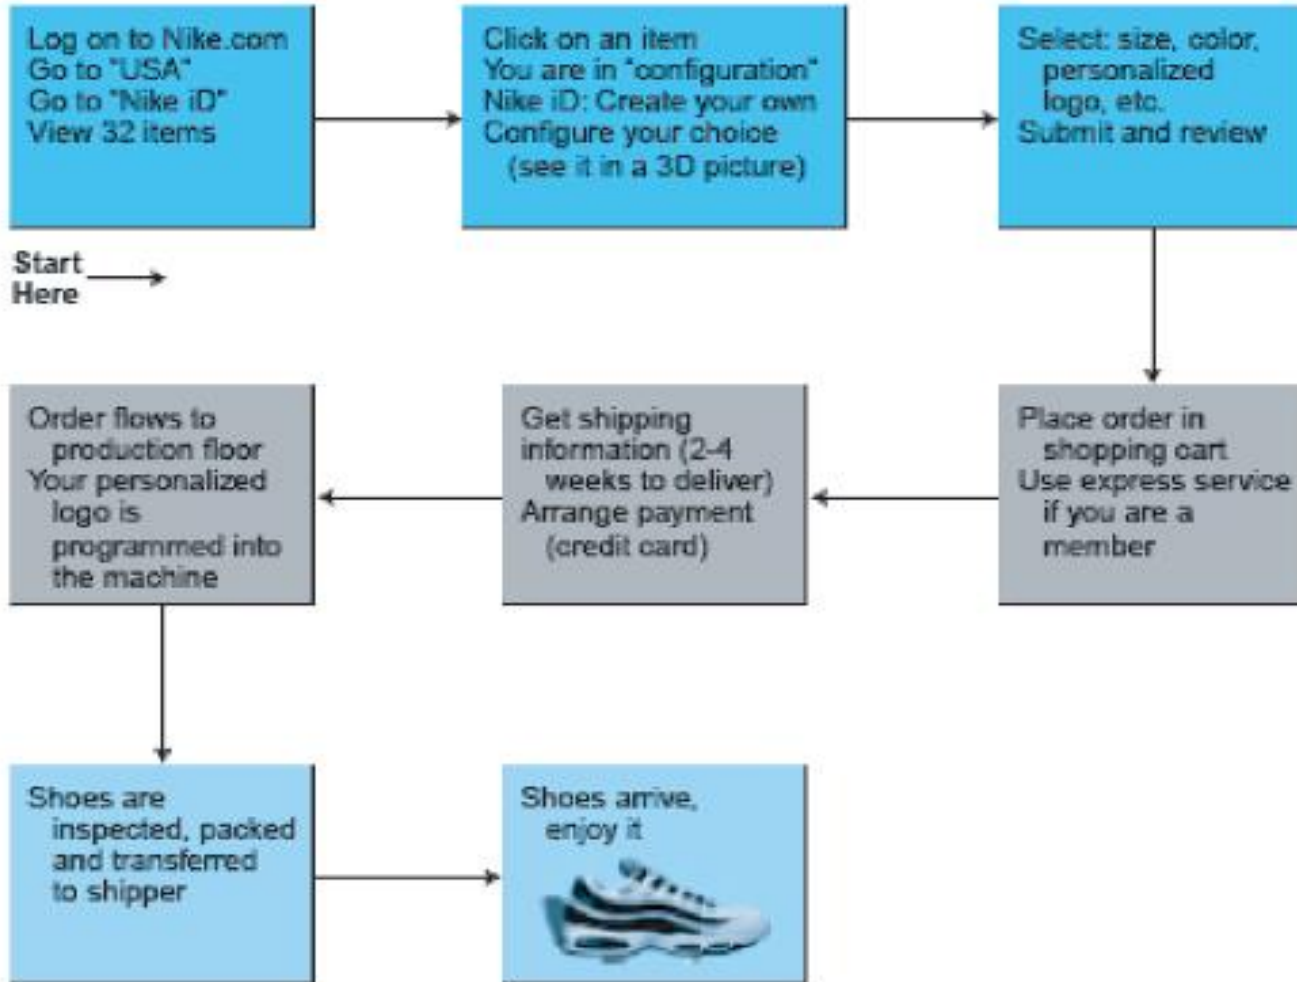 Log on to Nike.com
Go to "USA"
Go to "Nike iD"
View 32 items
Click on an item
You are in "configuration"
Nike iD: Create your own
Configure your choice
(see it in a 3D picture)
Select: size, color,
personalized
logo, etc.
Submit and review
Start
Here
Place order in
shopping cart
Use express service
if you are a
member
Get shipping
information (2-4
weeks to deliver)
Arrange payment
(credit card)
Order flows to
production floor
Your personalized
logo is
programmed into
the machine
Shoes are
inspected, packed
and transferred
to shipper
Shoes arrive,
enjoy it